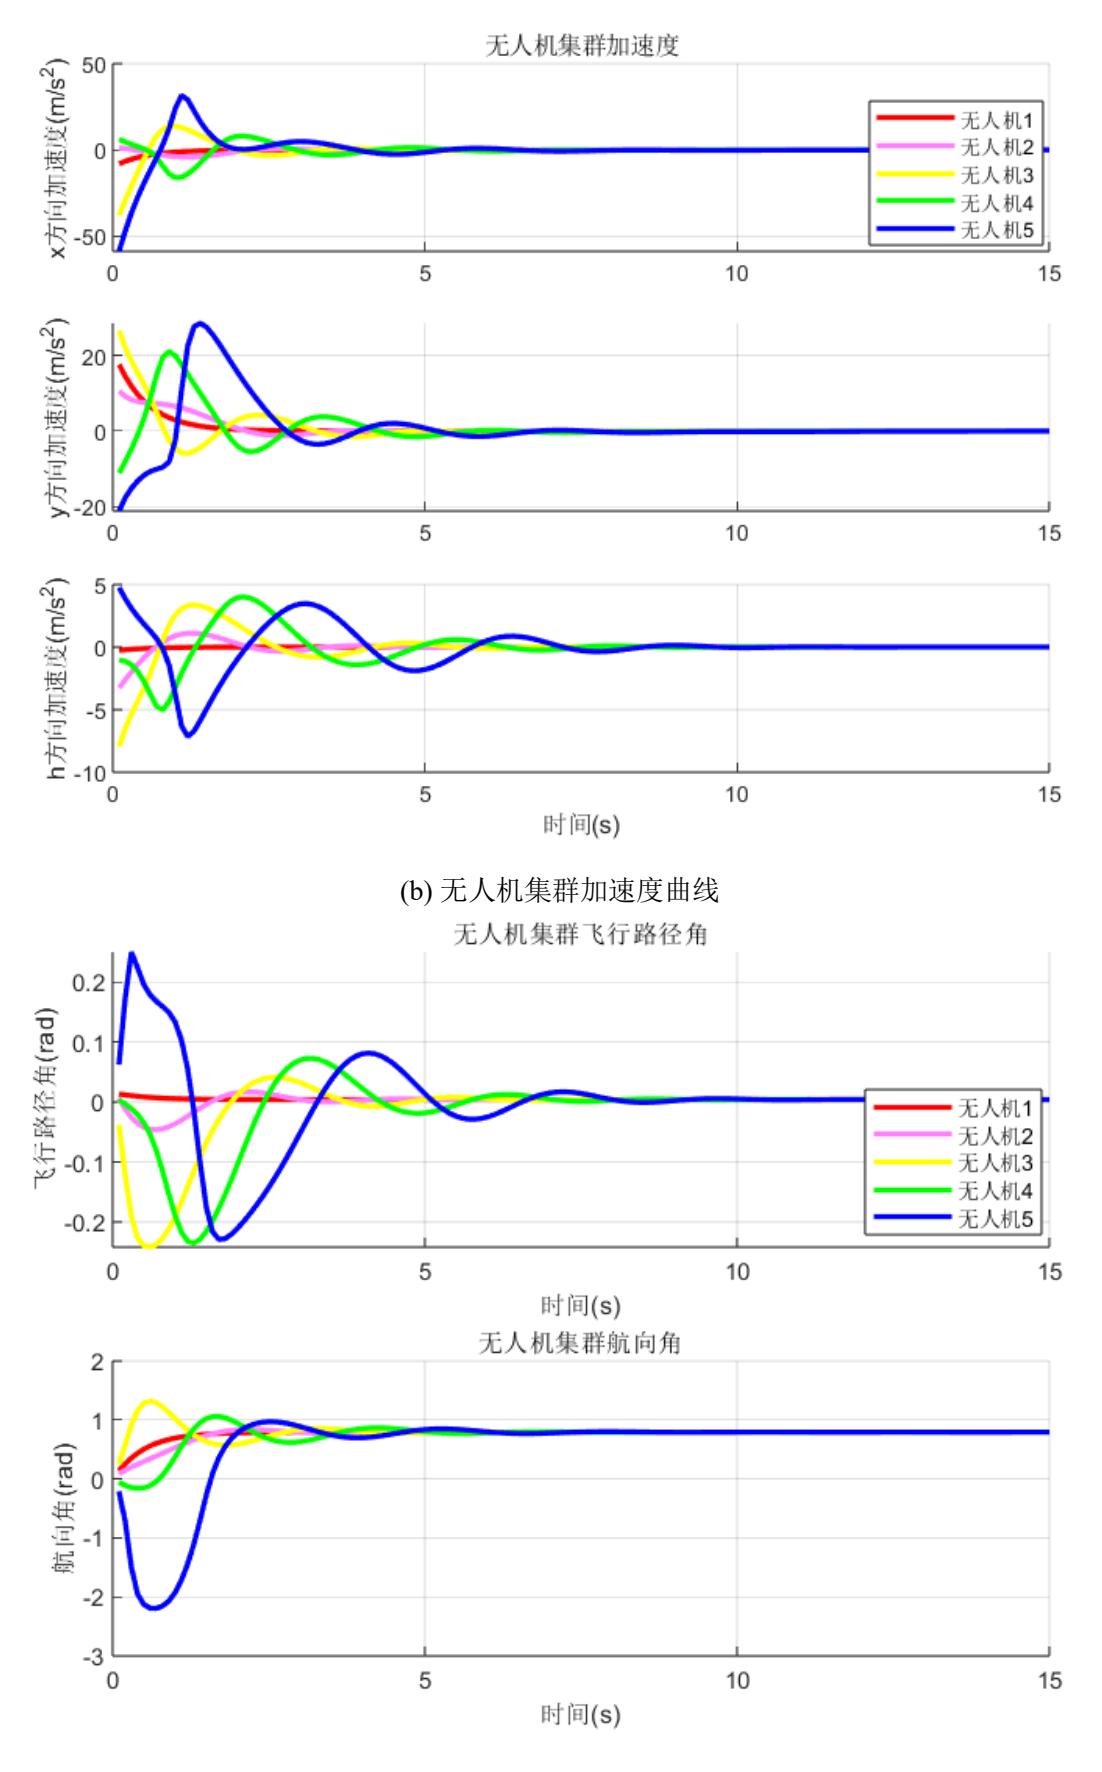 无人机集群加速度
x方向加速度(m/s²)
50
0
-50
0 5 10 15
无人机1
无人机2
无人机3
无人机4
无人机5
y方向加速度(m/s²)
20
0
-20
0 5 10 15
h方向加速度(m/s²)
5
0
-5
-10
0 5 10 15
时间(s)
(b) 无人机集群加速度曲线
无人机集群飞行路径角
飞行路径角(rad)
0.2
0.1
0
-0.1
-0.2
无人机1
无人机2
无人机3
无人机4
无人机5
0 5 10 15
时间(s)
无人机集群航向角
航向角(rad)
2
1
0
-1
-2
-3
0 5 10 15
时间(s)